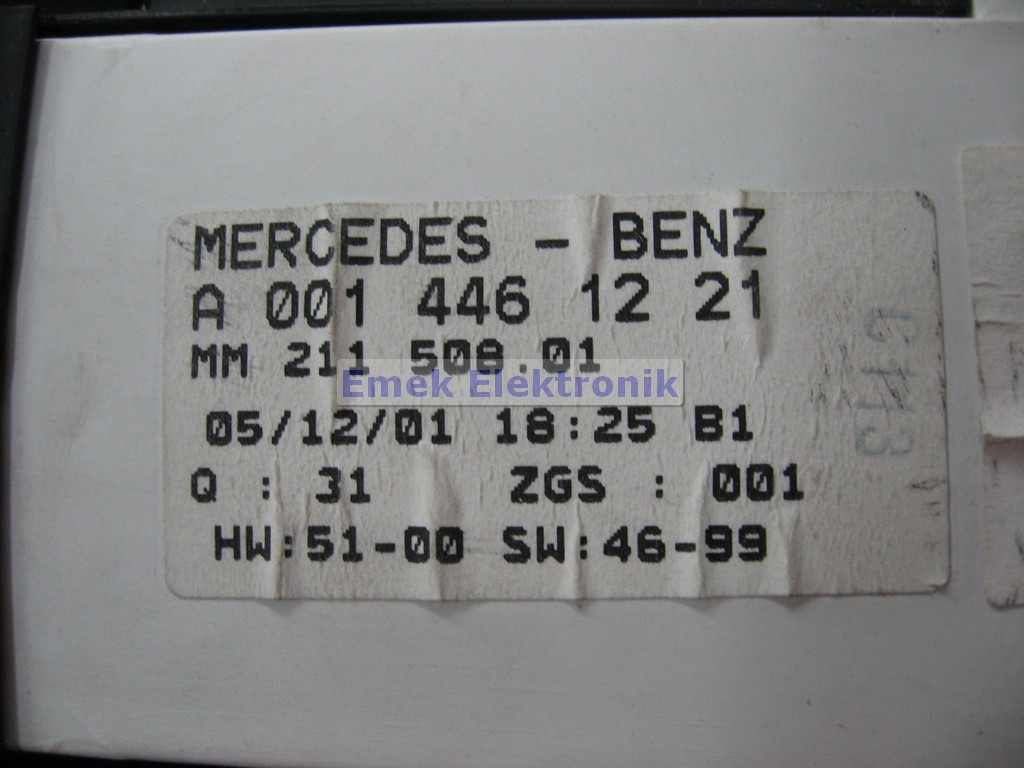 MERCEDES - BENZ
A 001 446 12 21
MM 211 508.01
Emek Elektronik
05/12/01 18:25 B1
Q : 31 ZGS : 001
HW:51-00 SW:46-99